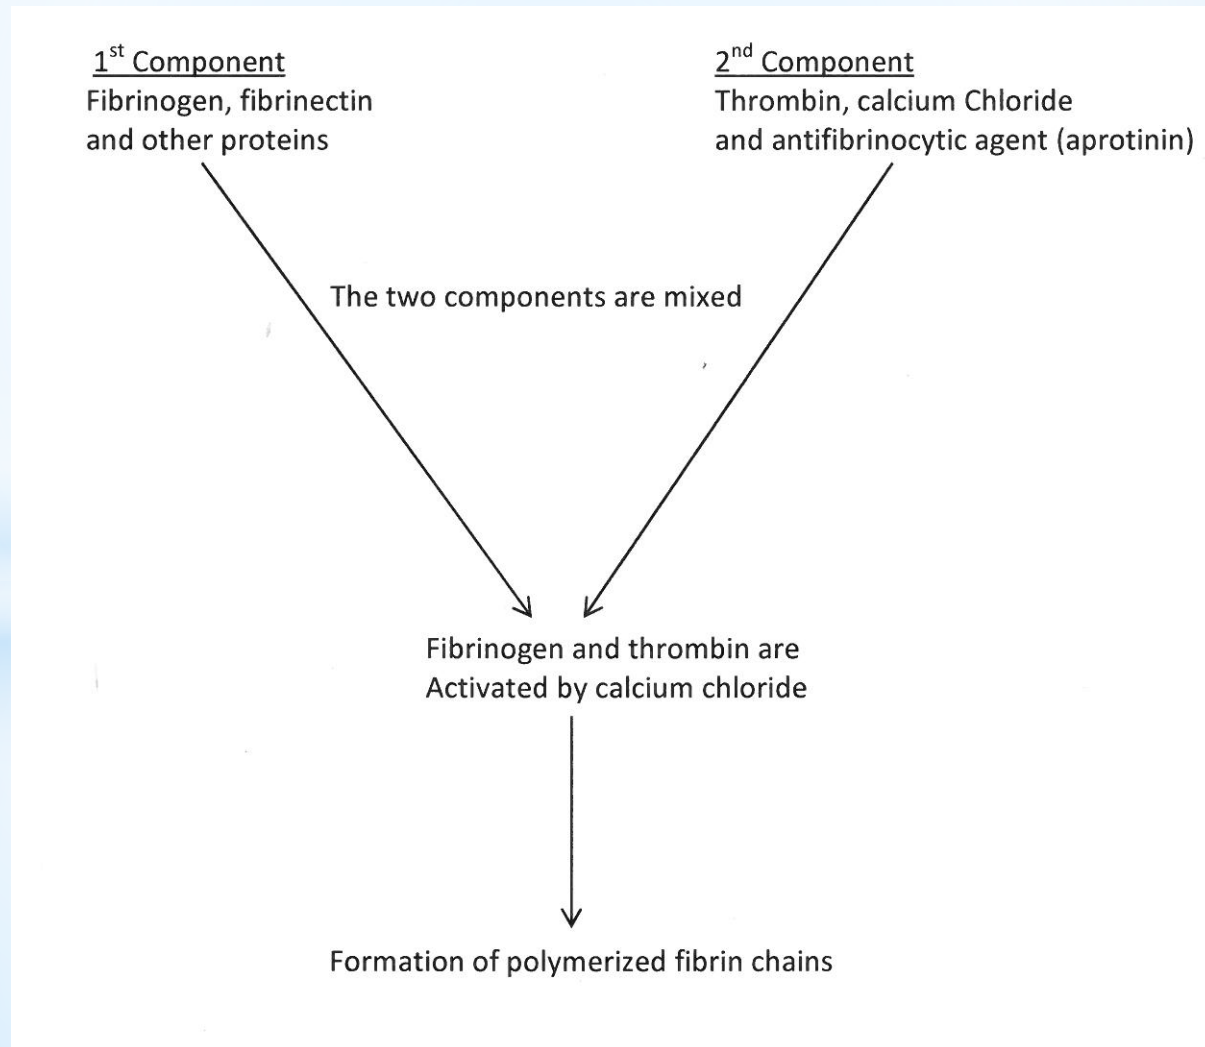 1st Component
Fibrinogen, fibrinectin
and other proteins
2nd Component
Thrombin, calcium Chloride
and antifibrinocytic agent (aprotinin)
The two components are mixed
Fibrinogen and thrombin are
Activated by calcium chloride
Formation of polymerized fibrin chains